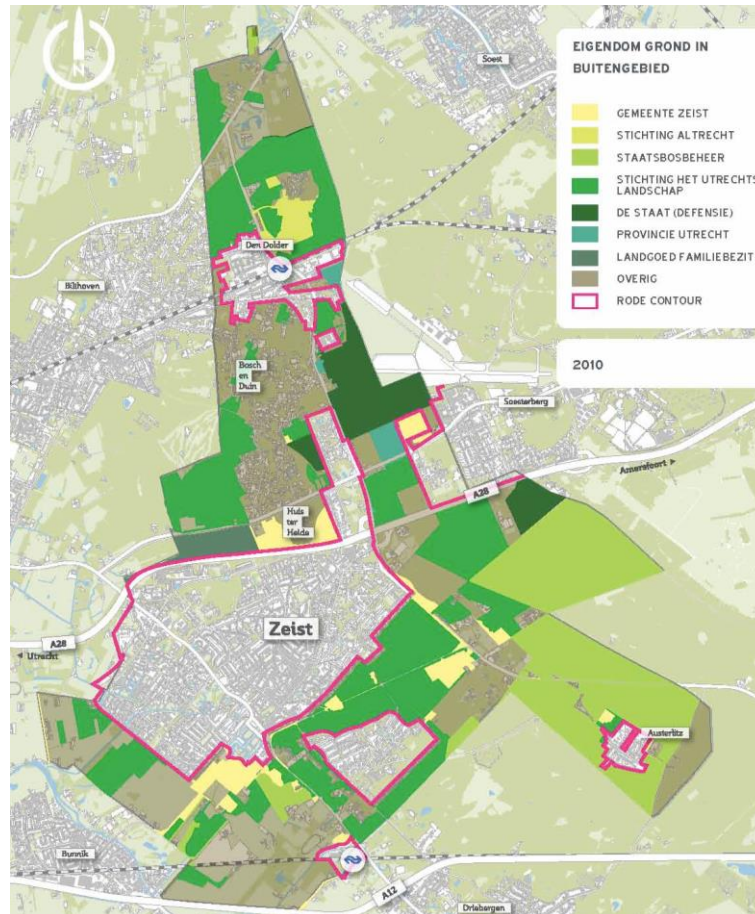 N
Soest
EIGENDOM GROND IN
BUITENGEBIED
GEMEENTE ZEIST
STICHTING ALTRECHT
STAATSBOSBEHEER
STICHTING HET UTRECHTS
LANDSCHAP
DE STAAT (DEFENSIE)
PROVINCIE UTRECHT
LANDGOED FAMILIEBEZIT
OVERIG
RODE CONTOUR
2010
Den Dolder
Bilthoven
Bosch
en
Duin
Soesterberg
Amersfoort
A28
Huis
ter
Heide
Zeist
A28
Utrecht
Austerlitz
Bunnik
A12
Driebergen